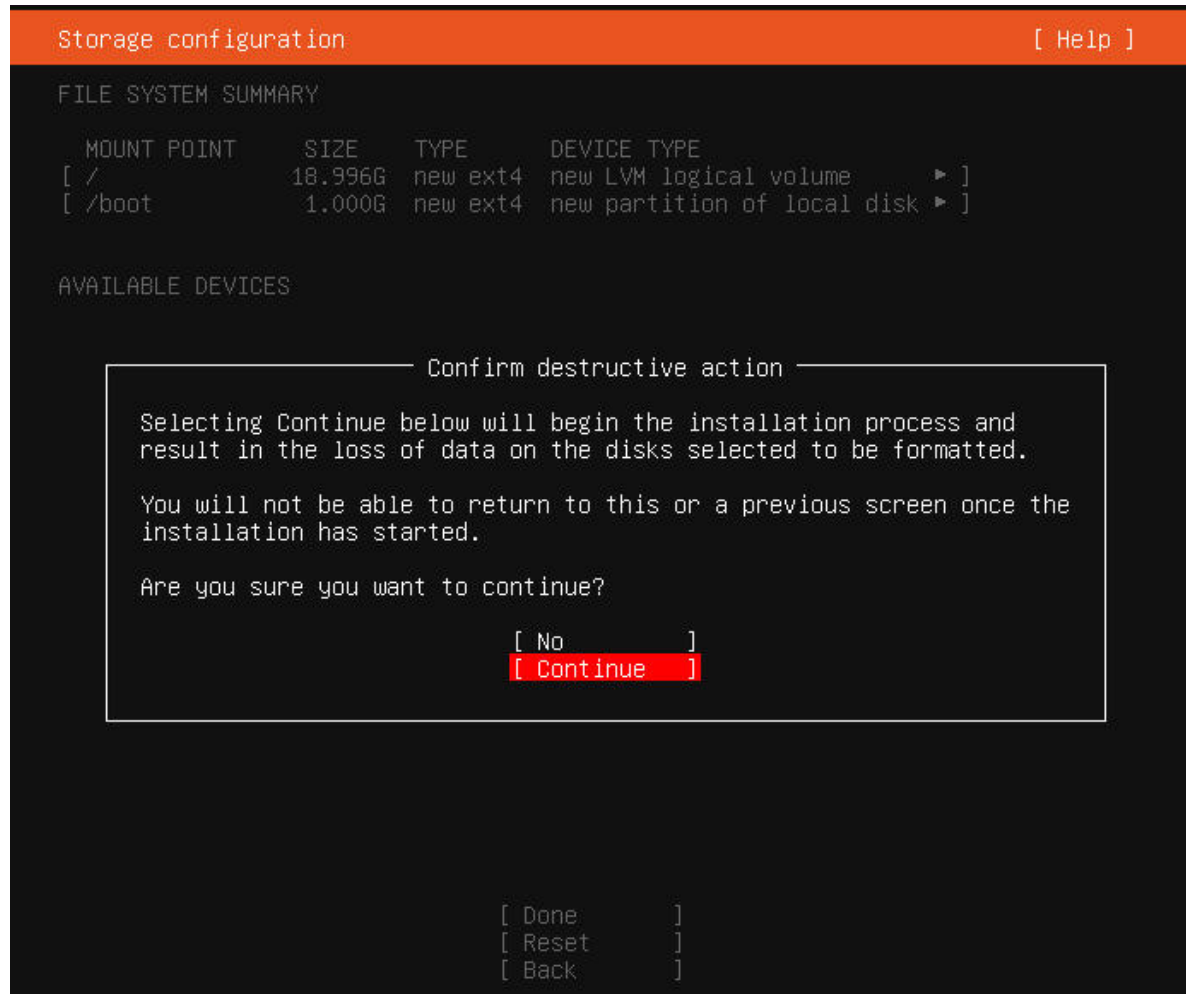 Storage configuration [ Help ]
FILE SYSTEM SUMMARY
MOUNT POINT SIZE TYPE DEVICE TYPE
[ / 18.996G new ext4 new LVM logical volume ▸ ]
[ /boot 1.000G new ext4 new partition of local disk ▸ ]
AVAILABLE DEVICES
Confirm destructive action
Selecting Continue below will begin the installation process and
result in the loss of data on the disks selected to be formatted.
You will not be able to return to this or a previous screen once the
installation has started.
Are you sure you want to continue?
[ No ]
[ Continue ]
[ Done ]
[ Reset ]
[ Back ]